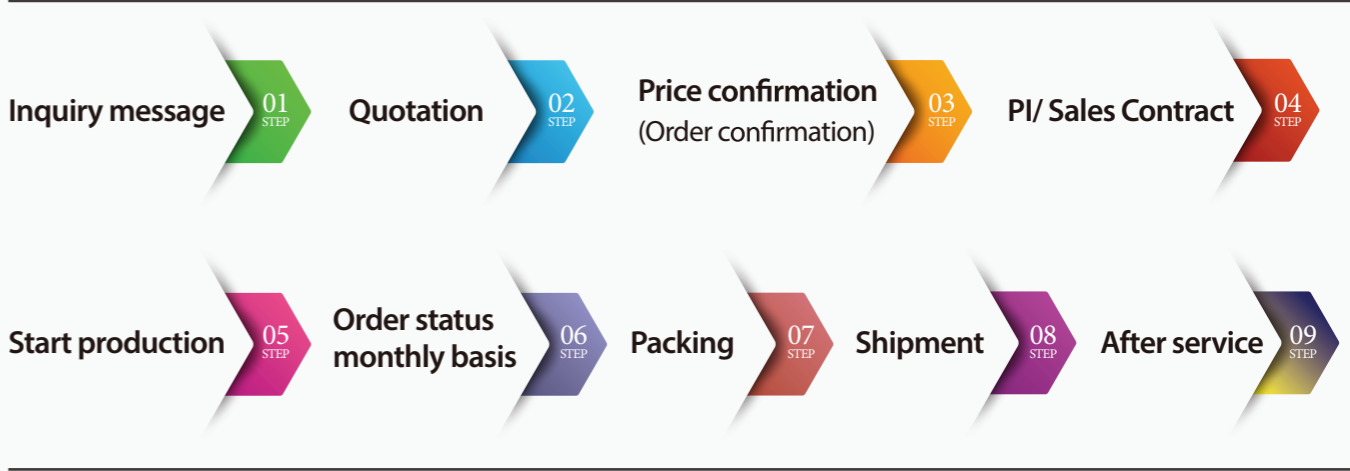 Inquiry message
01
STEP
Quotation
02
STEP
Price confirmation
(Order confirmation)
03
STEP
PI/ Sales Contract
04
STEP
Start production
05
STEP
Order status
monthly basis
06
STEP
Packing
07
STEP
Shipment
08
STEP
After service
09
STEP